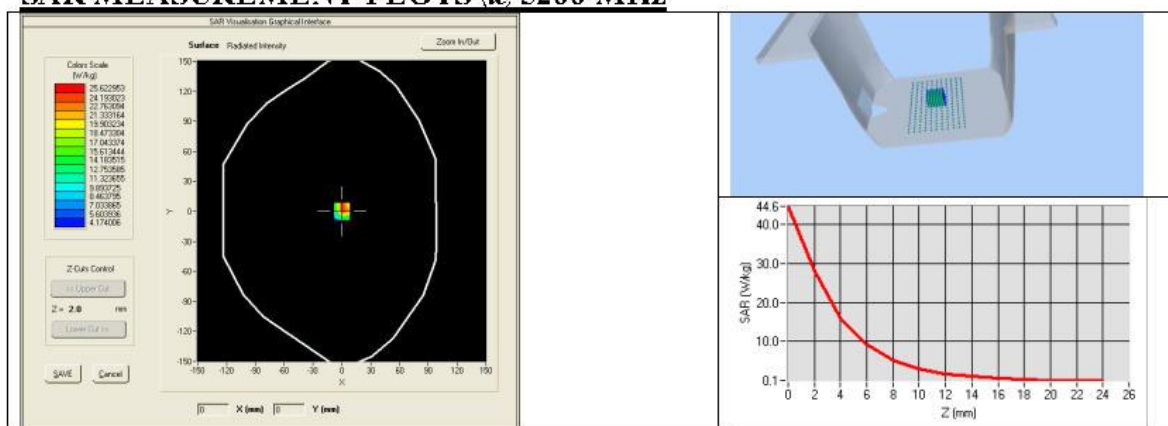 SAR MEASUREMENT PLOTS @ 5200 MHz
SAR Visualisation Graphical Interface
Surface Radiated Intensity
Zoom In/Out
Colors Scale
(W/kg)
25.622953
24.193023
22.763094
21.333164
19.903234
18.473304
17.043374
15.613444
14.183515
12.753585
11.323655
9.893725
8.463795
7.033865
5.603936
4.174006
150
120
90
60
30
0
-30
-60
-90
-120
-150
Y
-150 -120 -90 -60 -30 0 30 60 90 120 150
X
Z-Cuts Control
<< Upper Cut
Z = 2.0 mm
Lower Cut >>
SAVE Cancel
0 X (mm) 0 Y (mm)
44.6
40.0
30.0
20.0
10.0
0.1
SAR (W/kg)
0 2 4 6 8 10 12 14 16 18 20 22 24 26
Z (mm)